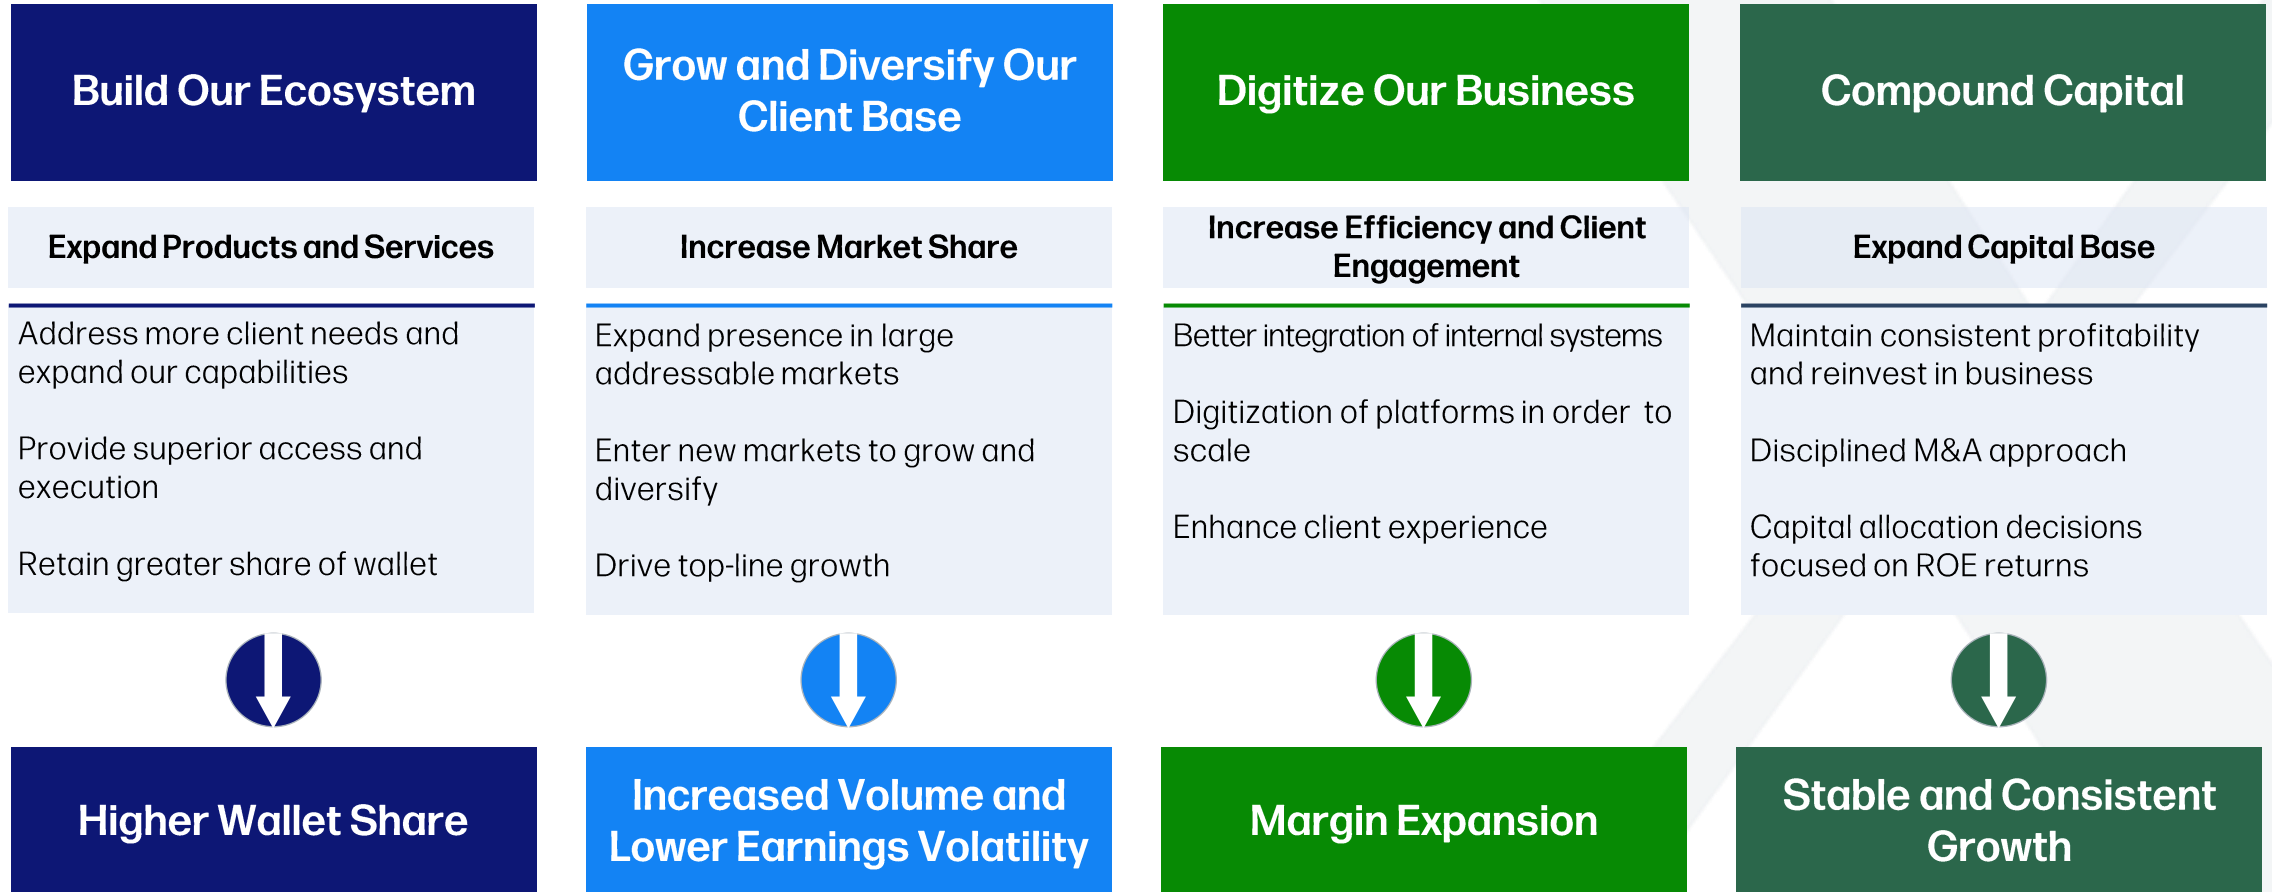 Build Our Ecosystem
Expand Products and Services
Address more client needs and
expand our capabilities
Provide superior access and
execution
Retain greater share of wallet
Higher Wallet Share
Grow and Diversify Our
Client Base
Increase Market Share
Expand presence in large
addressable markets
Enter new markets to grow and
diversify
Drive top-line growth
Increased Volume and
Lower Earnings Volatility
Digitize Our Business
Increase Efficiency and Client
Engagement
Better integration of internal systems
Digitization of platforms in order to
scale
Enhance client experience
Margin Expansion
Compound Capital
Expand Capital Base
Maintain consistent profitability
and reinvest in business
Disciplined M&A approach
Capital allocation decisions
focused on ROE returns
Stable and Consistent
Growth